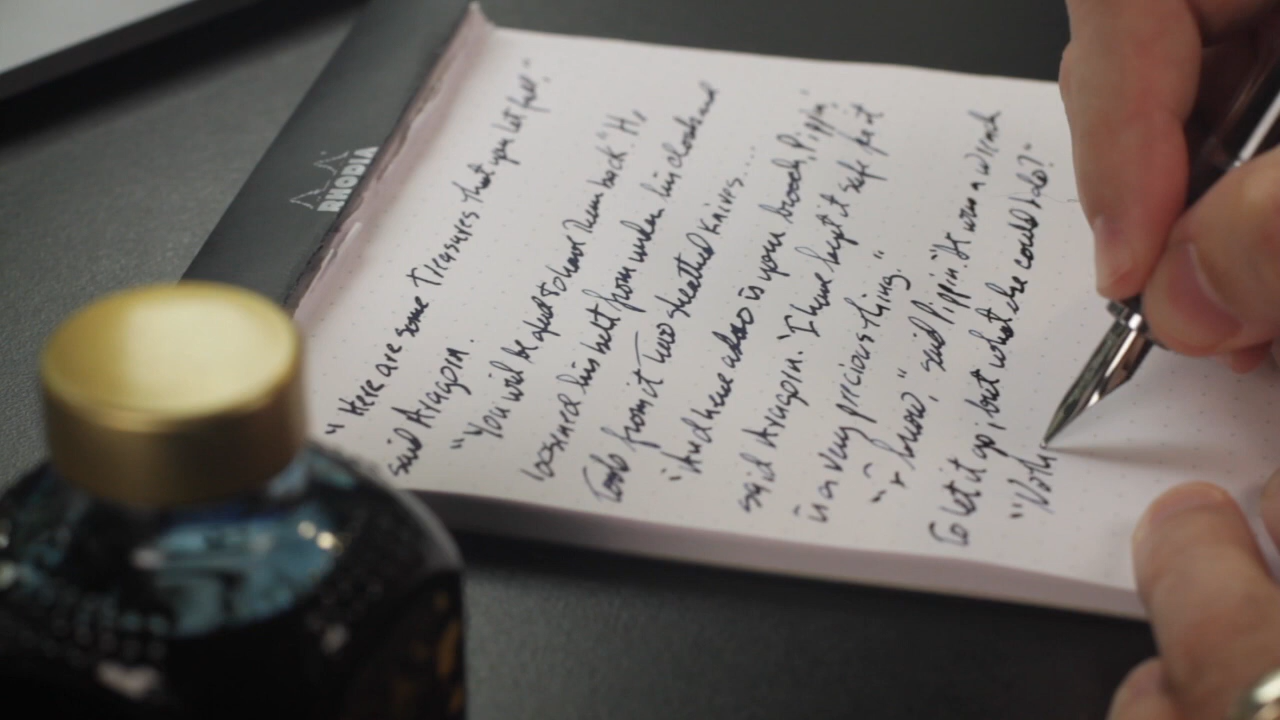 RHODIA
"Here are some treasures that you let fall,"
said Aragorn.
"You will be glad to have them back." He
loosened his belt from under his cloak and
took from it two sheathed knives....
"And here also is your brooch, Pippin,"
said Aragorn. "I have kept it safe for it
is a very precious thing."
"I know," said Pippin. "It was a wrench
to let it go; but what else could I do?"
"Noth